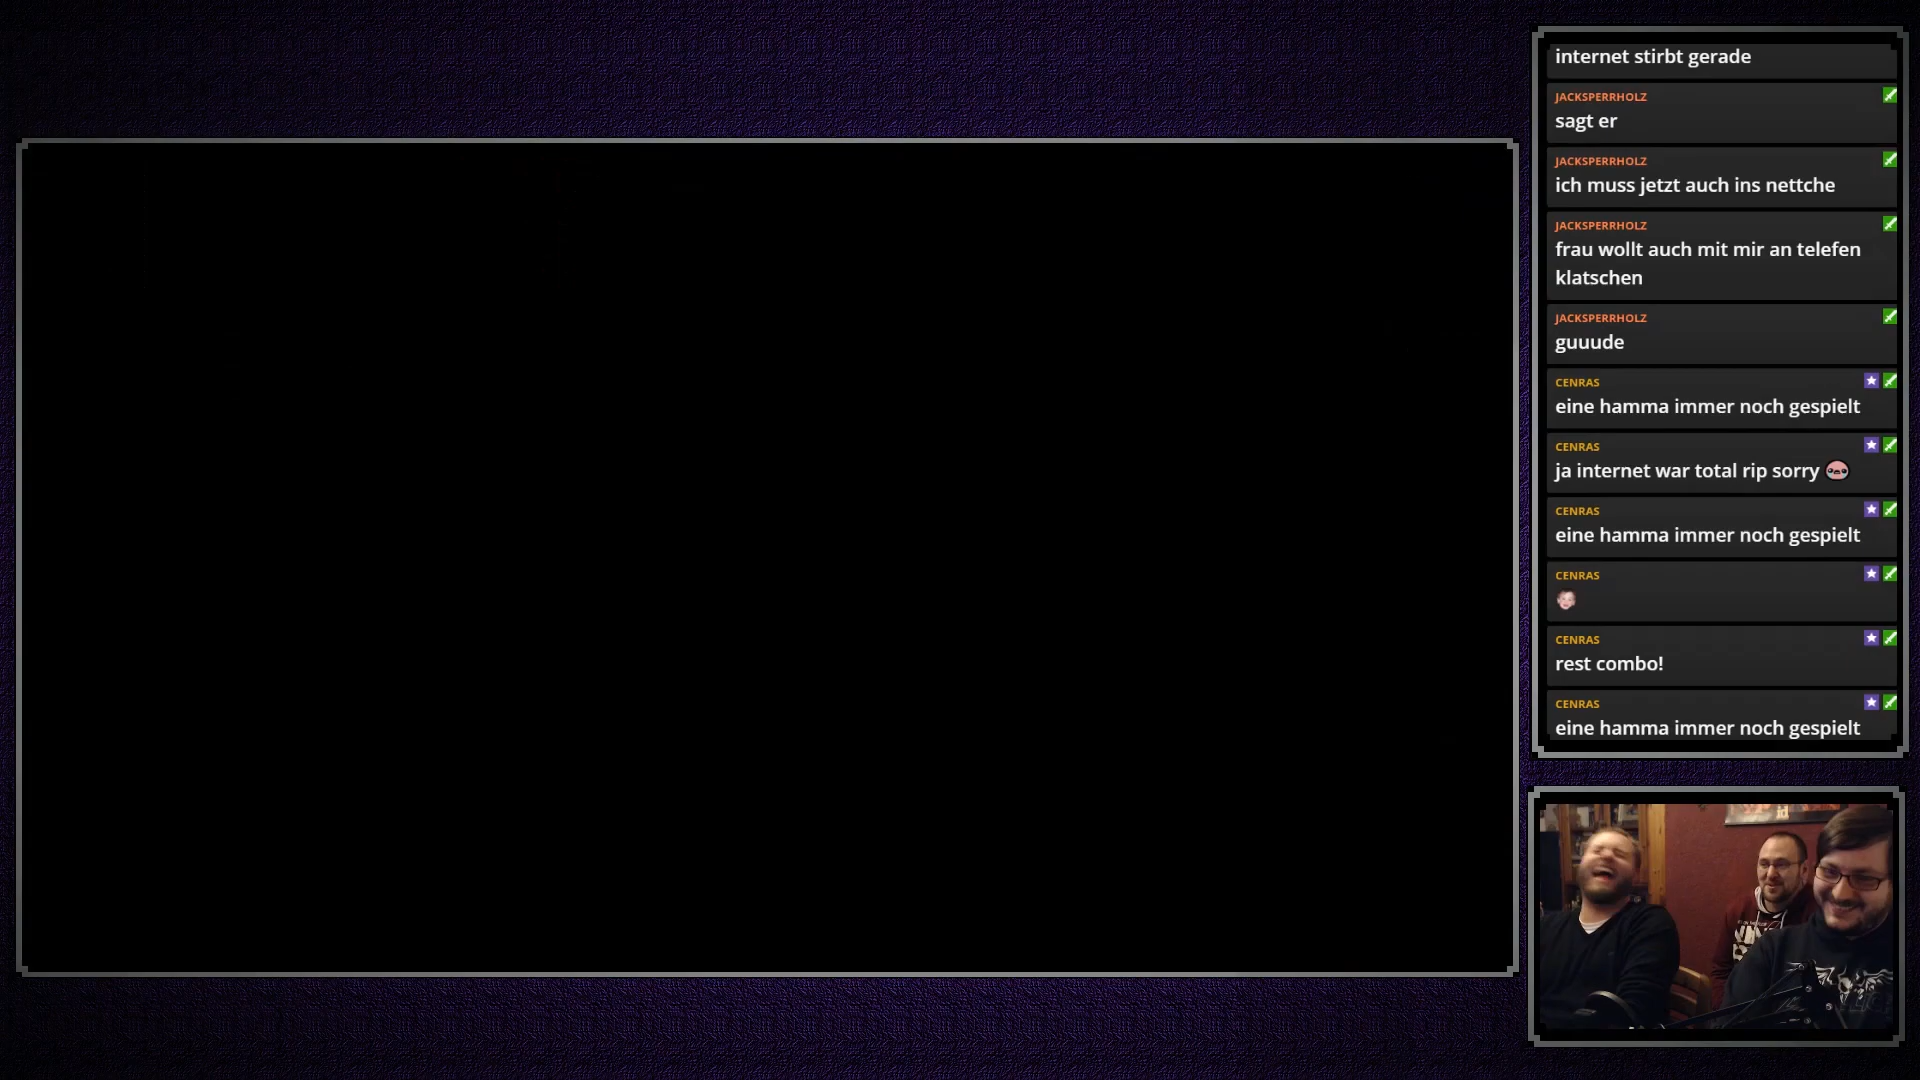 internet stirbt gerade
JACKSPERRHOLZ
sagt er
JACKSPERRHOLZ
ich muss jetzt auch ins nettche
JACKSPERRHOLZ
frau wollt auch mit mir an telefen
klatschen
JACKSPERRHOLZ
guuude
CENRAS
eine hamma immer noch gespielt
CENRAS
ja internet war total rip sorry
CENRAS
eine hamma immer noch gespielt
CENRAS
CENRAS
rest combo!
CENRAS
eine hamma immer noch gespielt